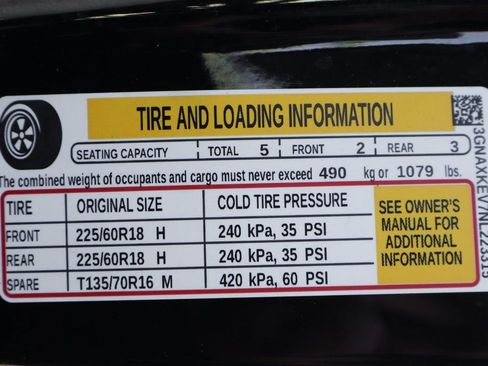 TIRE AND LOADING INFORMATION
SEATING CAPACITY TOTAL 5 FRONT 2 REAR 3
The combined weight of occupants and cargo must never exceed 490 kg or 1079 lbs.
TIRE ORIGINAL SIZE COLD TIRE PRESSURE
FRONT 225/60R18 H 240 kPa, 35 PSI
REAR 225/60R18 H 240 kPa, 35 PSI
SPARE T135/70R16 M 420 kPa, 60 PSI
SEE OWNER'S
MANUAL FOR
ADDITIONAL
INFORMATION
3GNAXKEV7NL223315